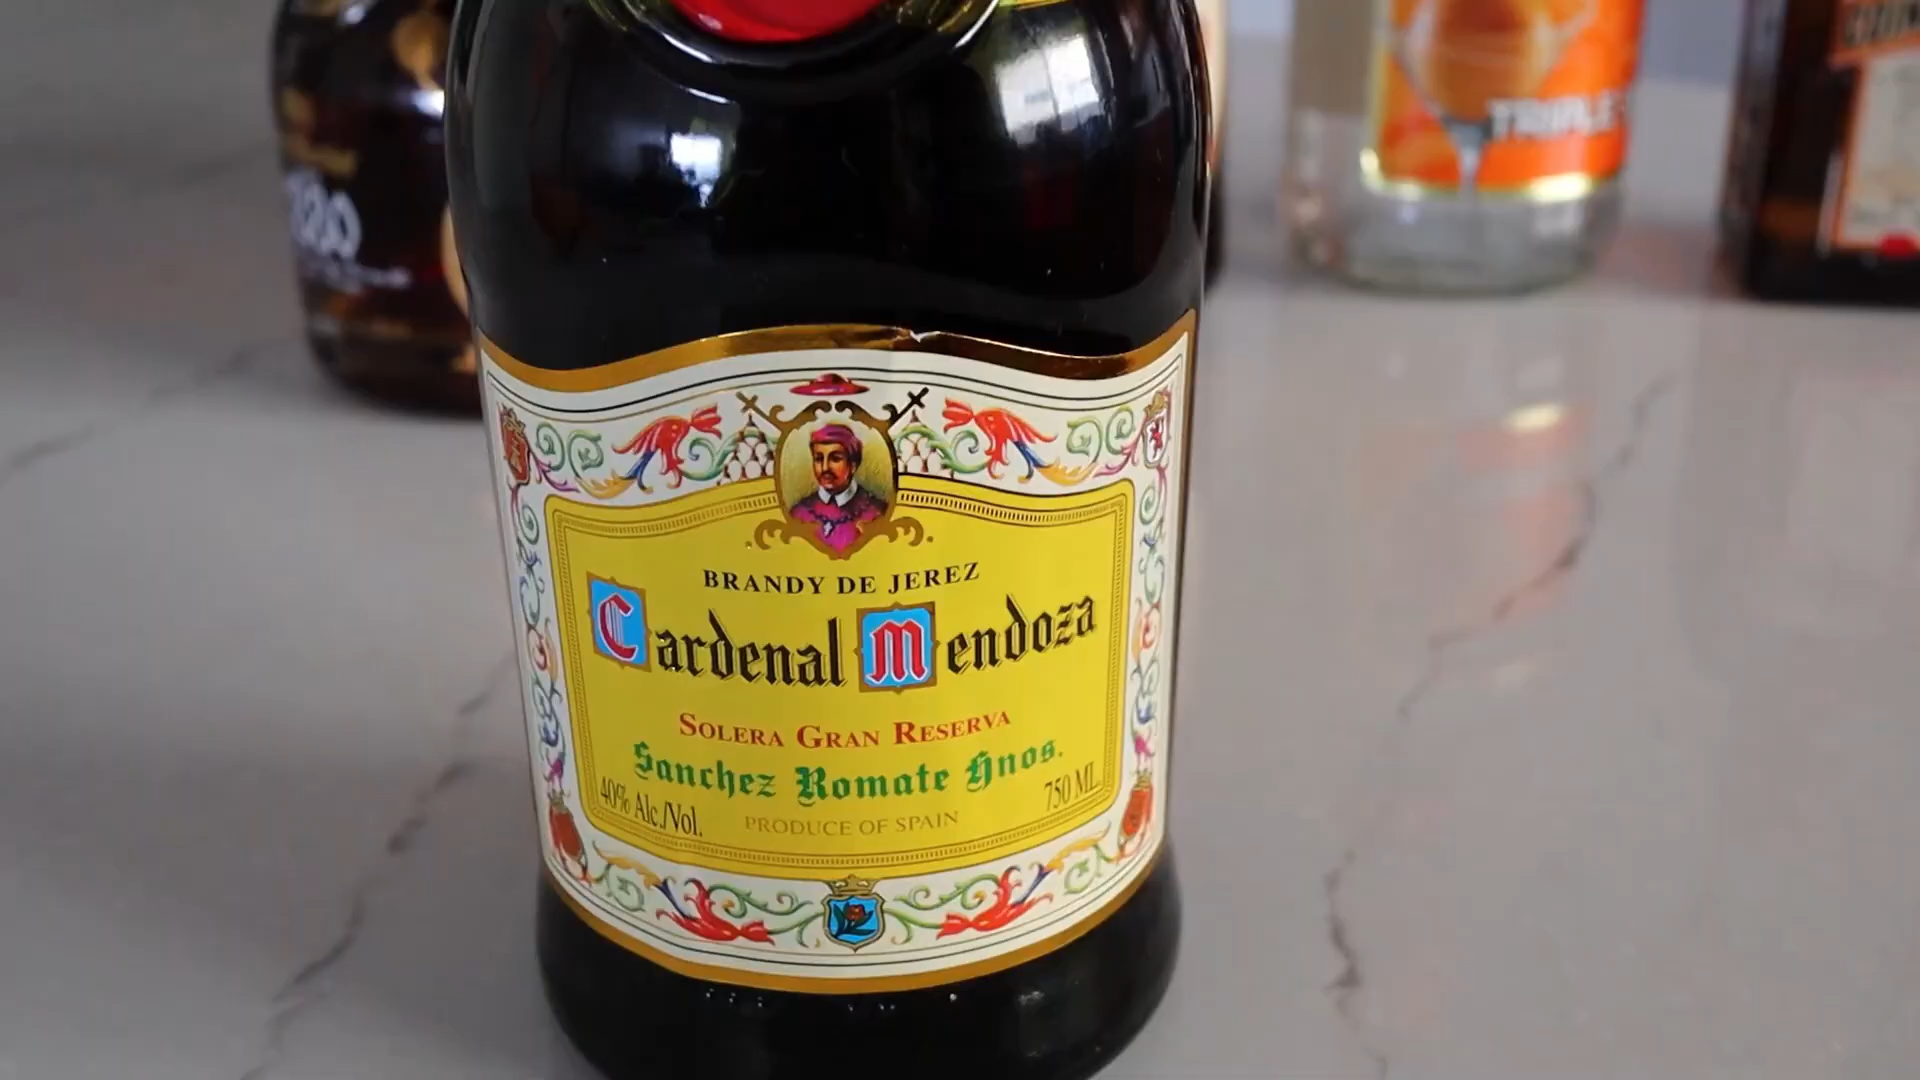 BRANDY DE JEREZ
Cardenal Mendoza
SOLERA GRAN RESERVA
Sanchez Romate Hnos.
40% Alc./Vol.
750 ML.
PRODUCE OF SPAIN
TRIPLE